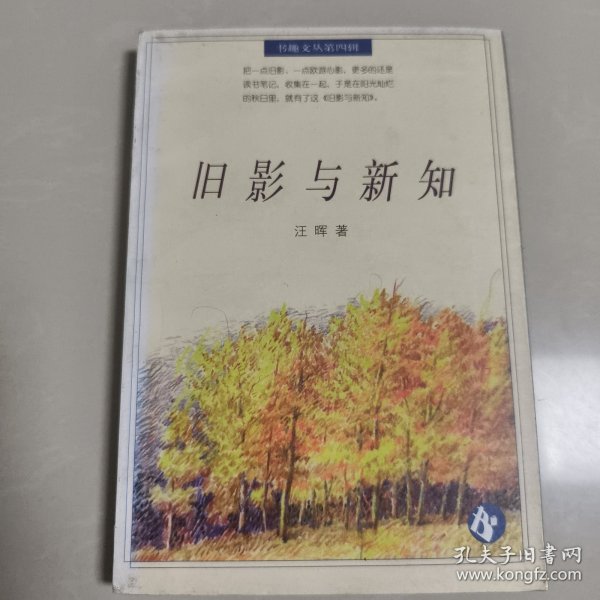 书趣文丛第四辑
把一点旧影、一点欧游心影、更多的还是
读书笔记，收集在一起，于是在阳光灿烂
的秋日里，就有了这《旧影与新知》。
旧影与新知
汪晖 著
孔夫子旧书网
www.kongfz.com